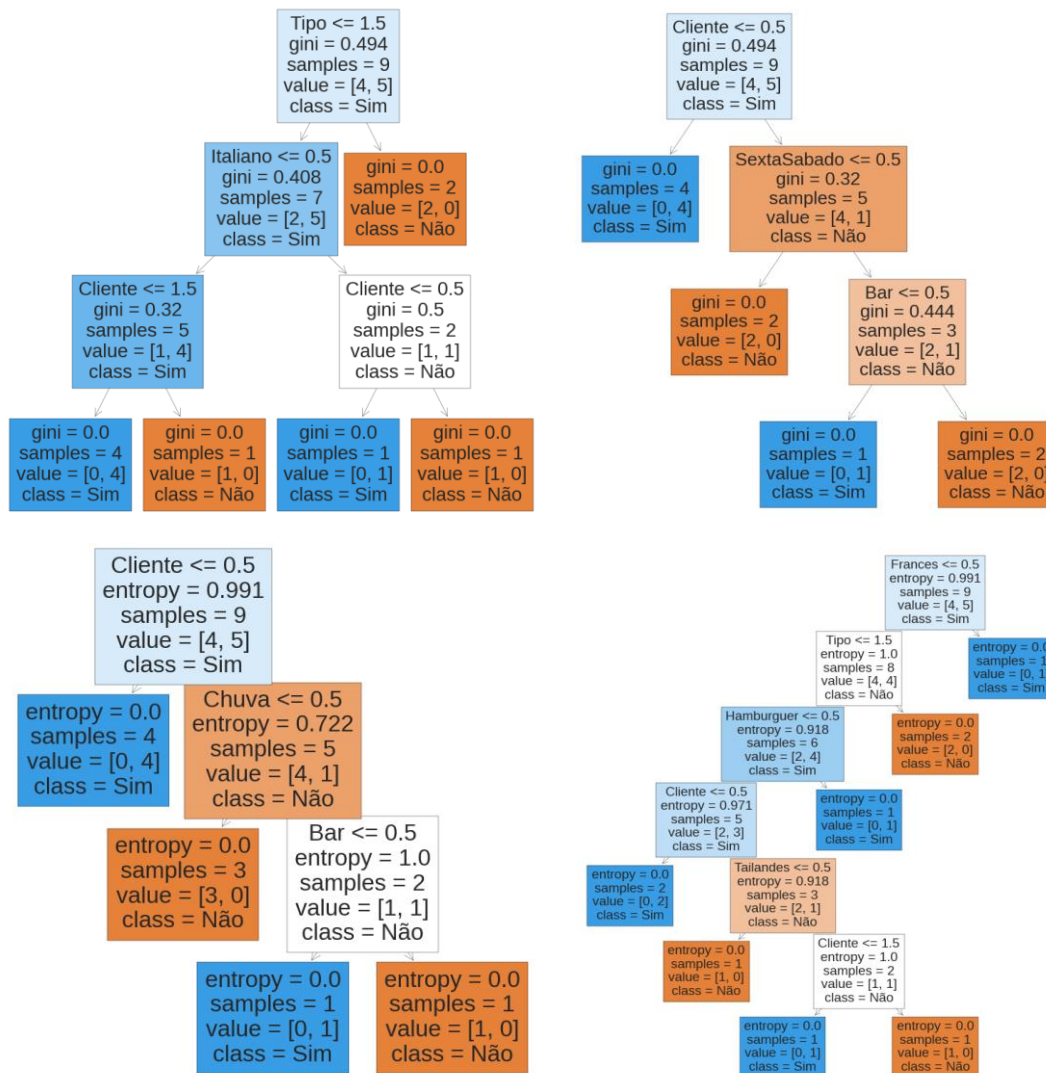 Tipo <= 1.5
gini = 0.494
samples = 9
value = [4, 5]
class = Sim
Italiano <= 0.5
gini = 0.408
samples = 7
value = [2, 5]
class = Sim
gini = 0.0
samples = 2
value = [2, 0]
class = Não
Cliente <= 1.5
gini = 0.32
samples = 5
value = [1, 4]
class = Sim
Cliente <= 0.5
gini = 0.5
samples = 2
value = [1, 1]
class = Não
gini = 0.0
samples = 4
value = [0, 4]
class = Sim
gini = 0.0
samples = 1
value = [1, 0]
class = Não
gini = 0.0
samples = 1
value = [0, 1]
class = Sim
gini = 0.0
samples = 1
value = [1, 0]
class = Não
Cliente <= 0.5
gini = 0.494
samples = 9
value = [4, 5]
class = Sim
gini = 0.0
samples = 4
value = [0, 4]
class = Sim
SextaSabado <= 0.5
gini = 0.32
samples = 5
value = [4, 1]
class = Não
gini = 0.0
samples = 2
value = [2, 0]
class = Não
Bar <= 0.5
gini = 0.444
samples = 3
value = [2, 1]
class = Não
gini = 0.0
samples = 1
value = [0, 1]
class = Sim
gini = 0.0
samples = 2
value = [2, 0]
class = Não
Cliente <= 0.5
entropy = 0.991
samples = 9
value = [4, 5]
class = Sim
entropy = 0.0
samples = 4
value = [0, 4]
class = Sim
Chuva <= 0.5
entropy = 0.722
samples = 5
value = [4, 1]
class = Não
entropy = 0.0
samples = 3
value = [3, 0]
class = Não
Bar <= 0.5
entropy = 1.0
samples = 2
value = [1, 1]
class = Não
entropy = 0.0
samples = 1
value = [0, 1]
class = Sim
entropy = 0.0
samples = 1
value = [1, 0]
class = Não
Frances <= 0.5
entropy = 0.991
samples = 9
value = [4, 5]
class = Sim
Tipo <= 1.5
entropy = 1.0
samples = 8
value = [4, 4]
class = Não
entropy = 0.0
samples = 1
value = [0, 1]
class = Sim
Hamburguer <= 0.5
entropy = 0.918
samples = 6
value = [2, 4]
class = Sim
entropy = 0.0
samples = 2
value = [2, 0]
class = Não
Cliente <= 0.5
entropy = 0.971
samples = 5
value = [2, 3]
class = Sim
entropy = 0.0
samples = 1
value = [0, 1]
class = Sim
entropy = 0.0
samples = 2
value = [0, 2]
class = Sim
Tailandes <= 0.5
entropy = 0.918
samples = 3
value = [2, 1]
class = Não
entropy = 0.0
samples = 1
value = [1, 0]
class = Não
Cliente <= 1.5
entropy = 1.0
samples = 2
value = [1, 1]
class = Não
entropy = 0.0
samples = 1
value = [0, 1]
class = Sim
entropy = 0.0
samples = 1
value = [1, 0]
class = Não